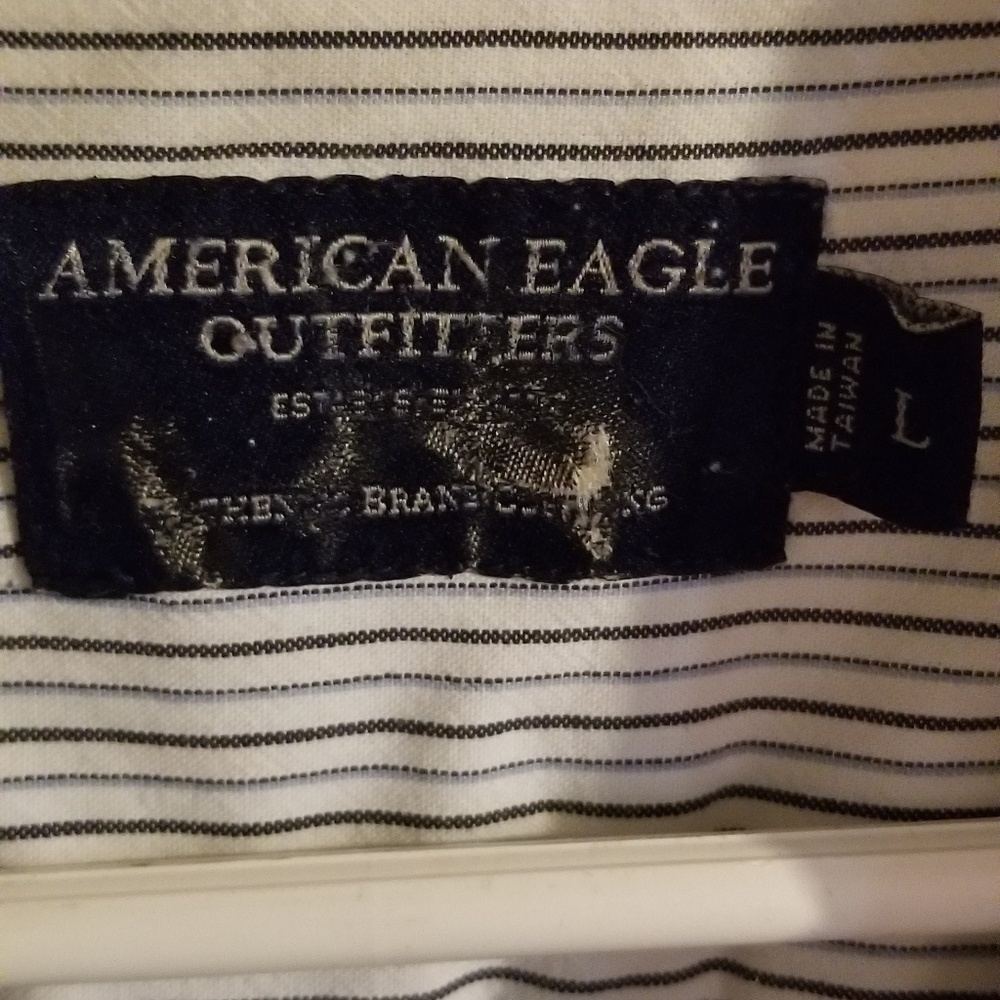 AMERICAN EAGLE
OUTFITTERS
BRAND
MADE IN
TAIWAN
L